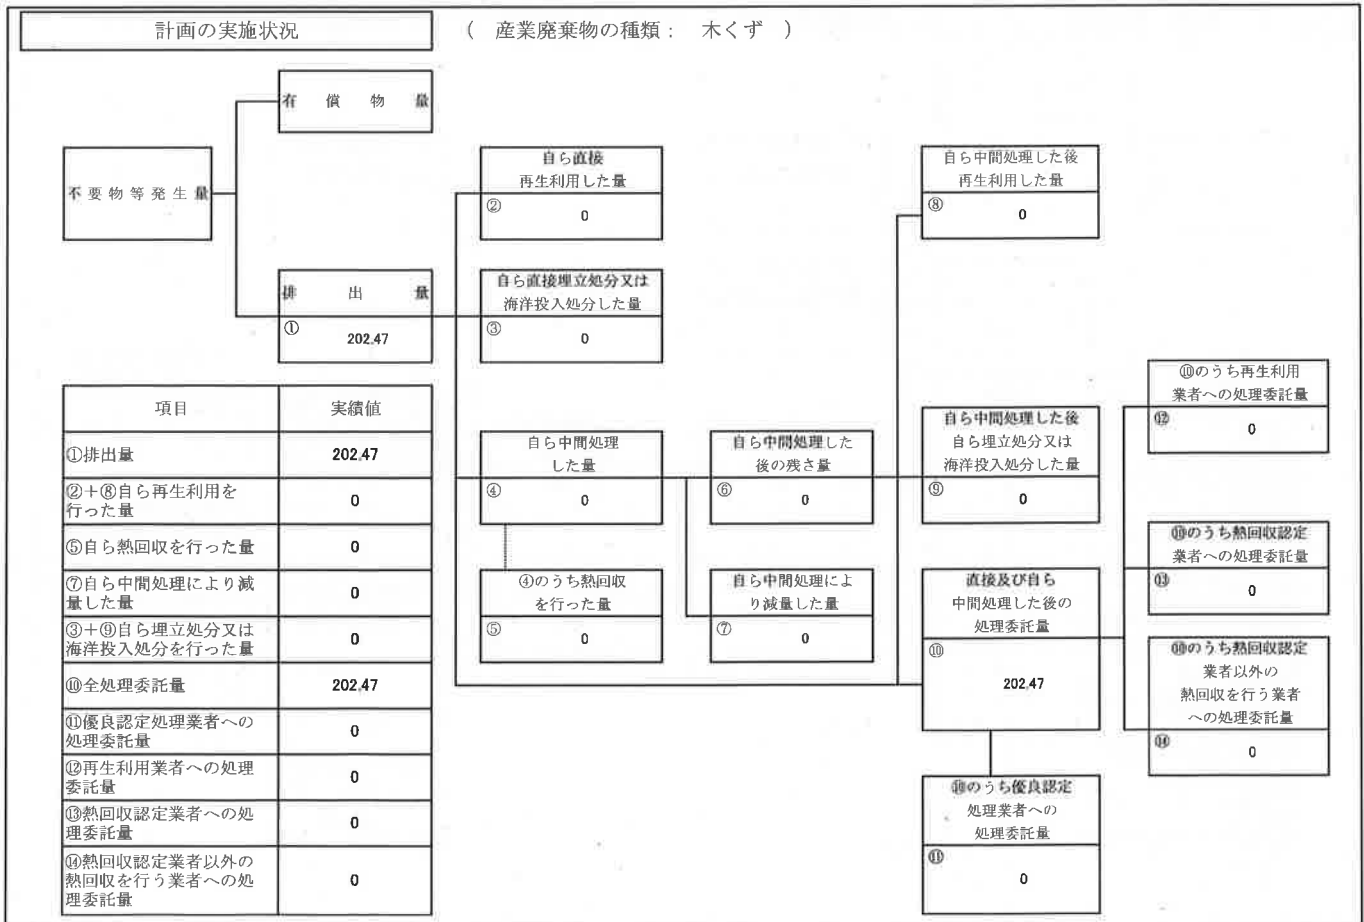 計画の実施状況
（　産業廃棄物の種類：　木くず　）
有　償　物　量
不要物等発生量
排　出　量
①
202.47
自ら直接
再生利用した量
②
0
自ら直接埋立処分又は
海洋投入処分した量
③
0
自ら中間処理
した量
④
0
④のうち熱回収
を行った量
⑤
0
自ら中間処理した
後の残さ量
⑥
0
自ら中間処理によ
り減量した量
⑦
0
自ら中間処理した後
再生利用した量
⑧
0
自ら中間処理した後
自ら埋立処分又は
海洋投入処分した量
⑨
0
直接及び自ら
中間処理した後の
処理委託量
⑩
202.47
⑩のうち優良認定
処理業者への
処理委託量
⑪
0
⑩のうち再生利用
業者への処理委託量
⑫
0
⑩のうち熱回収認定
業者への処理委託量
⑬
0
⑩のうち熱回収認定
業者以外の
熱回収を行う業者
への処理委託量
⑭
0
項目　実績値
①排出量　202.47
②＋⑧自ら再生利用を
行った量　0
⑤自ら熱回収を行った量　0
⑦自ら中間処理により減
量した量　0
③＋⑨自ら埋立処分又は
海洋投入処分を行った量　0
⑩全処理委託量　202.47
⑪優良認定処理業者への
処理委託量　0
⑫再生利用業者への処理
委託量　0
⑬熱回収認定業者への処
理委託量　0
⑭熱回収認定業者以外の
熱回収を行う業者への処
理委託量　0